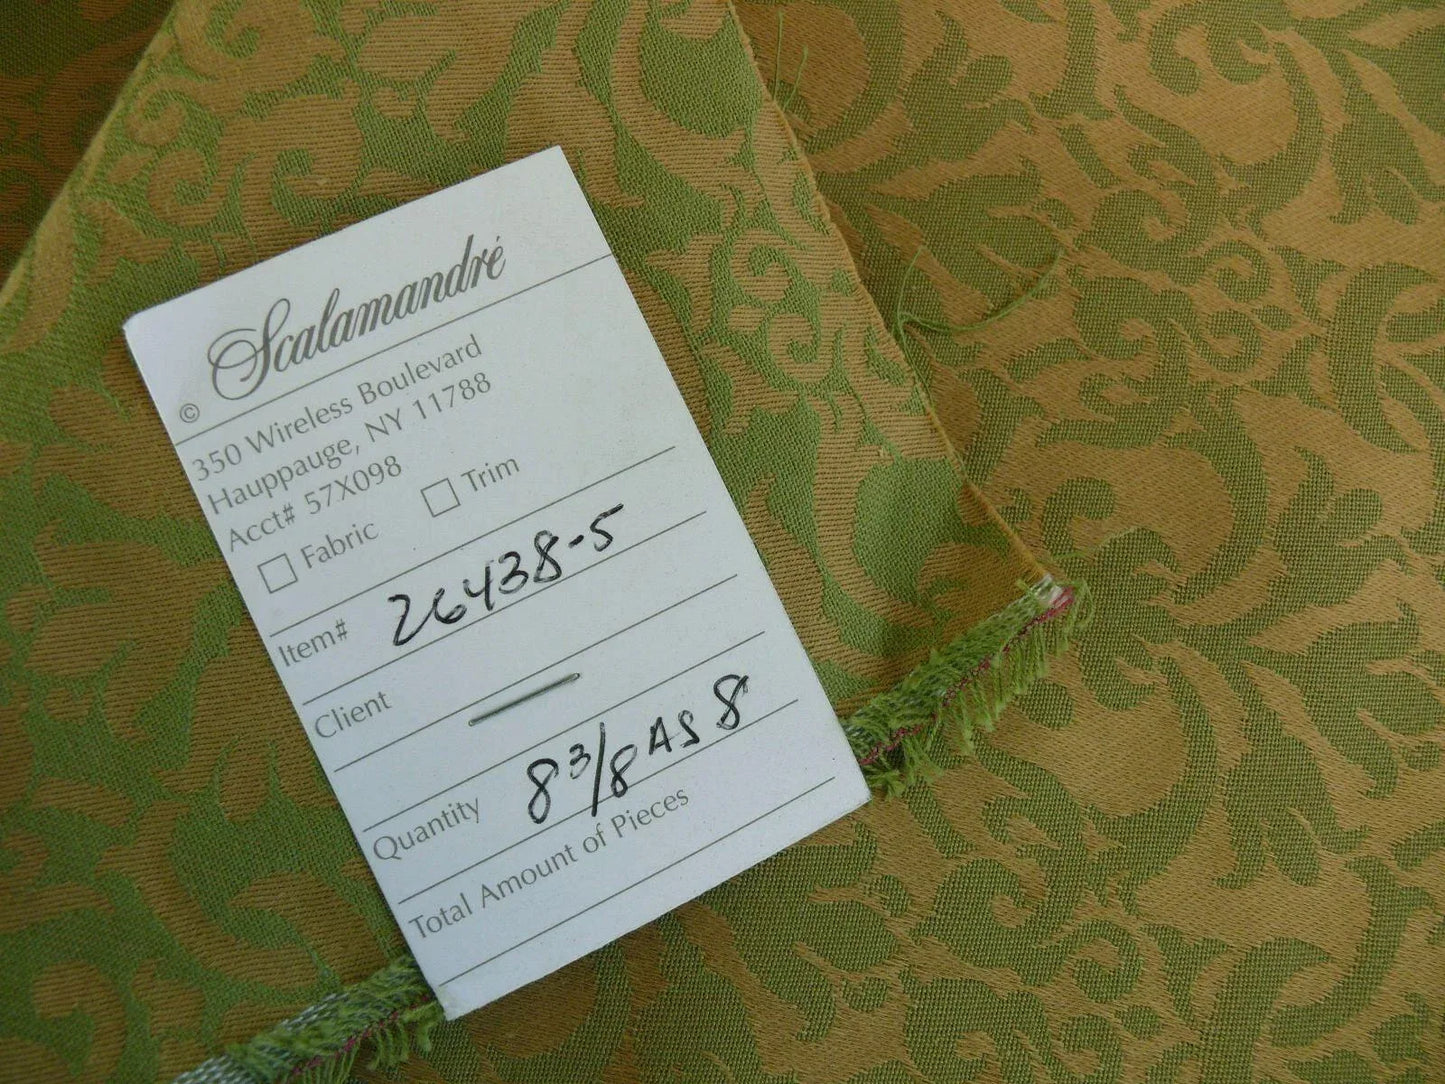 © Scalamandré
350 Wireless Boulevard
Hauppauge, NY 11788
Acct# 57X098
Fabric Trim
Item# 26438-5
Client
Quantity 8 3/8 AS 8
Total Amount of Pieces